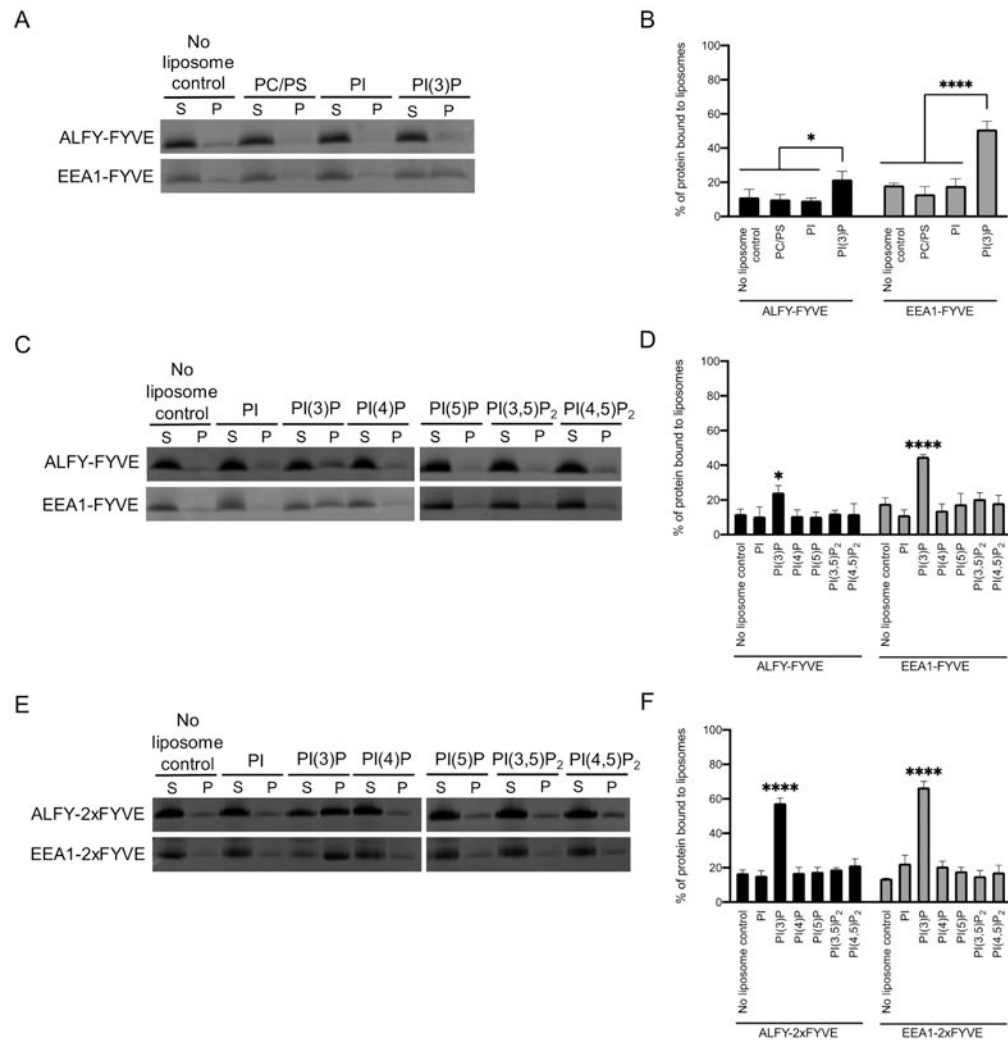 A
No
liposome
control
PC/PS
PI
PI(3)P
S P S P S P S P
ALFY-FYVE
EEA1-FYVE
B
% of protein bound to liposomes
100
80
60
40
20
0
*
****
No liposome
control
PC/PS
PI
PI(3)P
No liposome
control
PC/PS
PI
PI(3)P
ALFY-FYVE
EEA1-FYVE
C
No
liposome
control
PI
PI(3)P
PI(4)P
PI(5)P
PI(3,5)P₂
PI(4,5)P₂
S P S P S P S P S P S P S P
ALFY-FYVE
EEA1-FYVE
D
% of protein bound to liposomes
100
80
60
40
20
0
*
****
No liposome control
PI
PI(3)P
PI(4)P
PI(5)P
PI(3,5)P₂
PI(4,5)P₂
No liposome control
PI
PI(3)P
PI(4)P
PI(5)P
PI(3,5)P₂
PI(4,5)P₂
ALFY-FYVE
EEA1-FYVE
E
No
liposome
control
PI
PI(3)P
PI(4)P
PI(5)P
PI(3,5)P₂
PI(4,5)P₂
S P S P S P S P S P S P S P
ALFY-2xFYVE
EEA1-2xFYVE
F
% of protein bound to liposomes
100
80
60
40
20
0
****
****
No liposome control
PI
PI(3)P
PI(4)P
PI(5)P
PI(3,5)P₂
PI(4,5)P₂
No liposome control
PI
PI(3)P
PI(4)P
PI(5)P
PI(3,5)P₂
PI(4,5)P₂
ALFY-2xFYVE
EEA1-2xFYVE